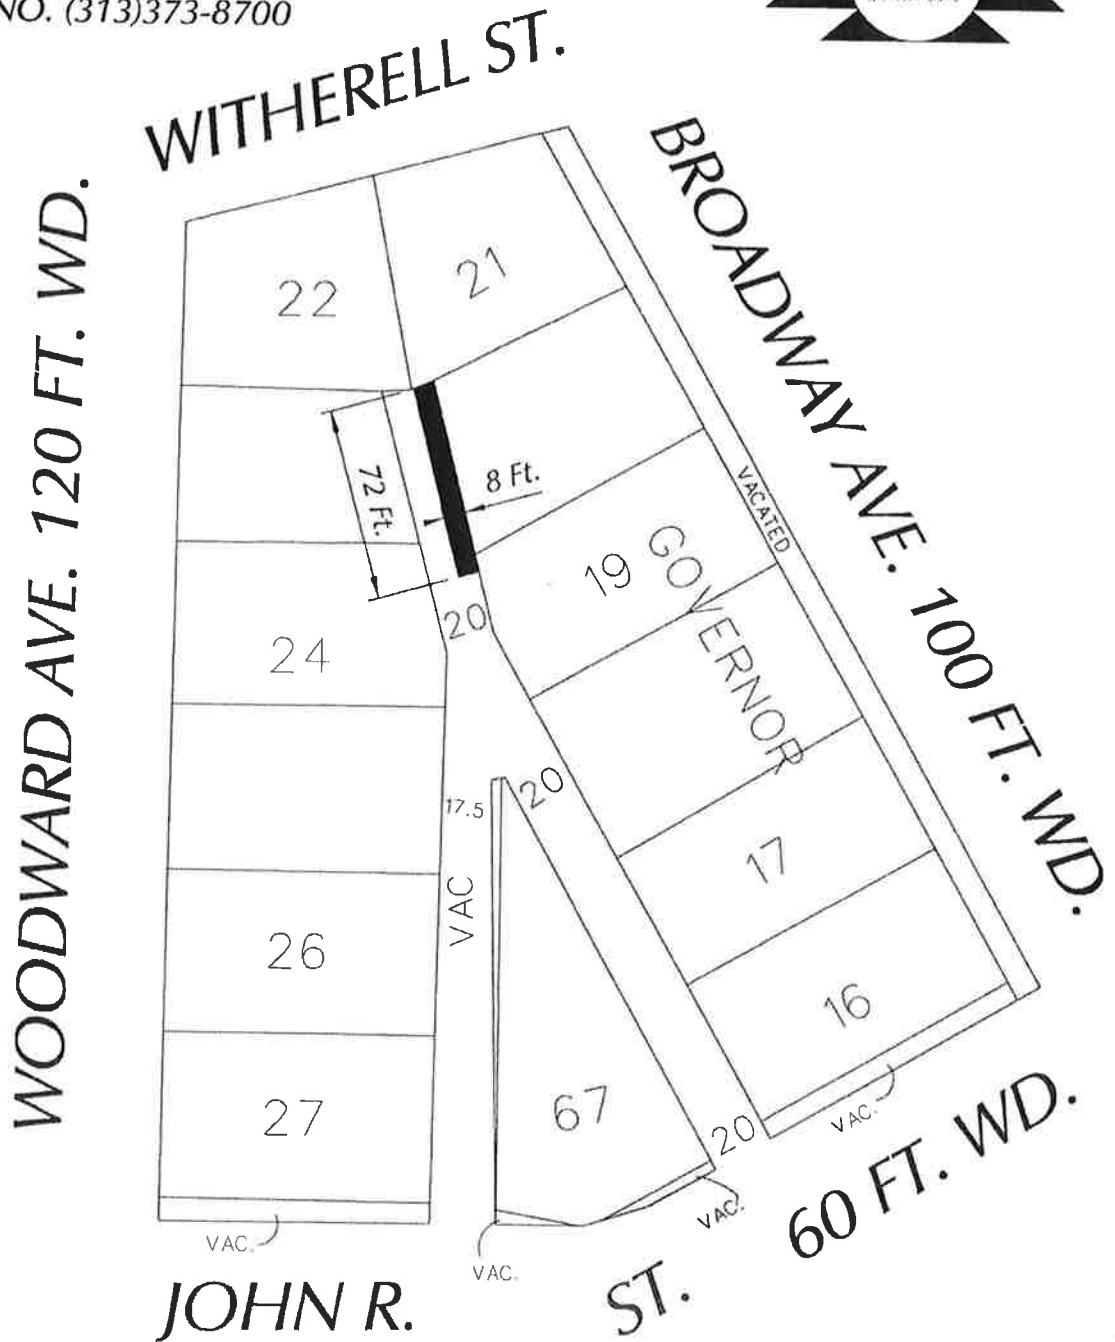 NO. (313)373-8700
WITHERELL ST.
WOODWARD AVE. 120 FT. WD.
BROADWAY AVE. 100 FT. WD.
22
21
72 Ft.
8 Ft.
VACATED
GOVERNOR
19
20
24
17.5
20
VAC
17
26
16
27
67
20
VAC.
VAC.
VAC.
VAC.
JOHN R.
ST.
60 FT. WD.